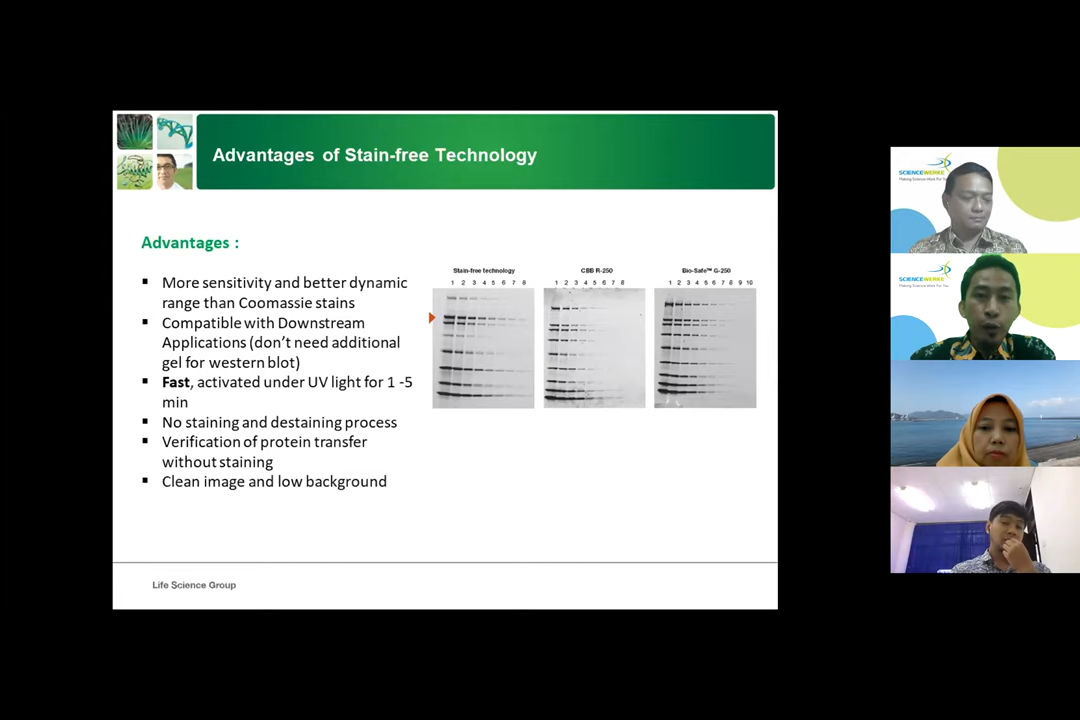 Advantages of Stain-free Technology
Advantages :
▪ More sensitivity and better dynamic
range than Coomassie stains
▪ Compatible with Downstream
Applications (don't need additional
gel for western blot)
▪ Fast, activated under UV light for 1 -5
min
▪ No staining and destaining process
▪ Verification of protein transfer
without staining
▪ Clean image and low background
Stain-free technology
1 2 3 4 5 6 7 8
CBB R-250
1 2 3 4 5 6 7 8
Bio-Safe™ G-250
1 2 3 4 5 6 7 8 9 10
Life Science Group
SCIENCEWERKE
Making Science Work For You
SCIENCEWERKE
Making Science Work For You